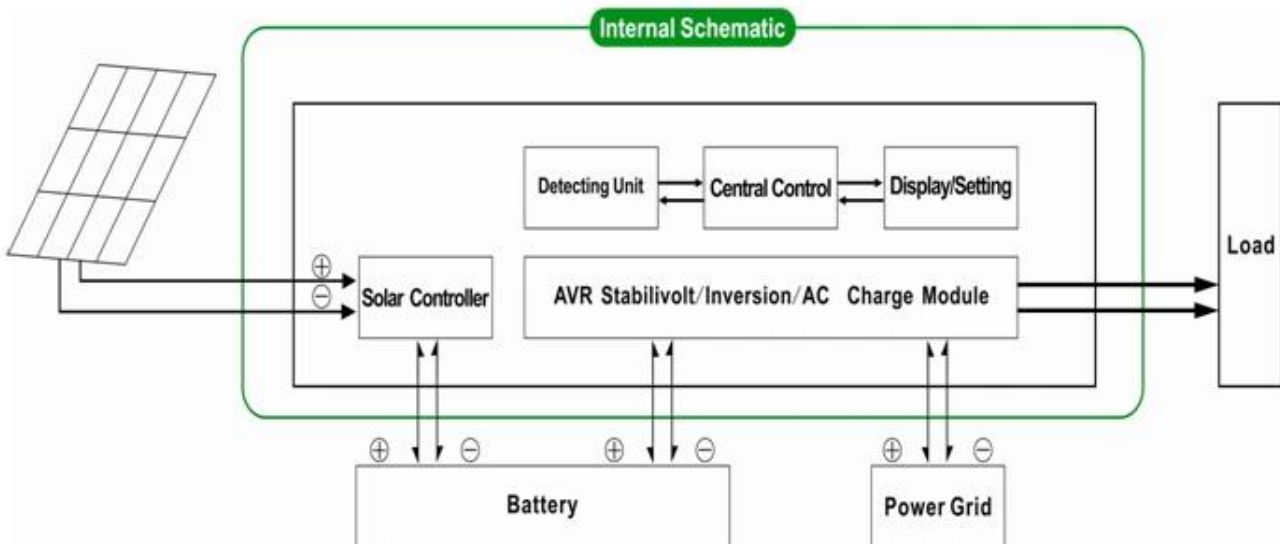 Internal Schematic
Detecting Unit
Central Control
Display/Setting
Load
⊕
⊖
Solar Controller
AVR Stabilivolt/Inversion/AC Charge Module
⊕ ⊖ ⊕ ⊖ ⊕ ⊖
Battery
Power Grid